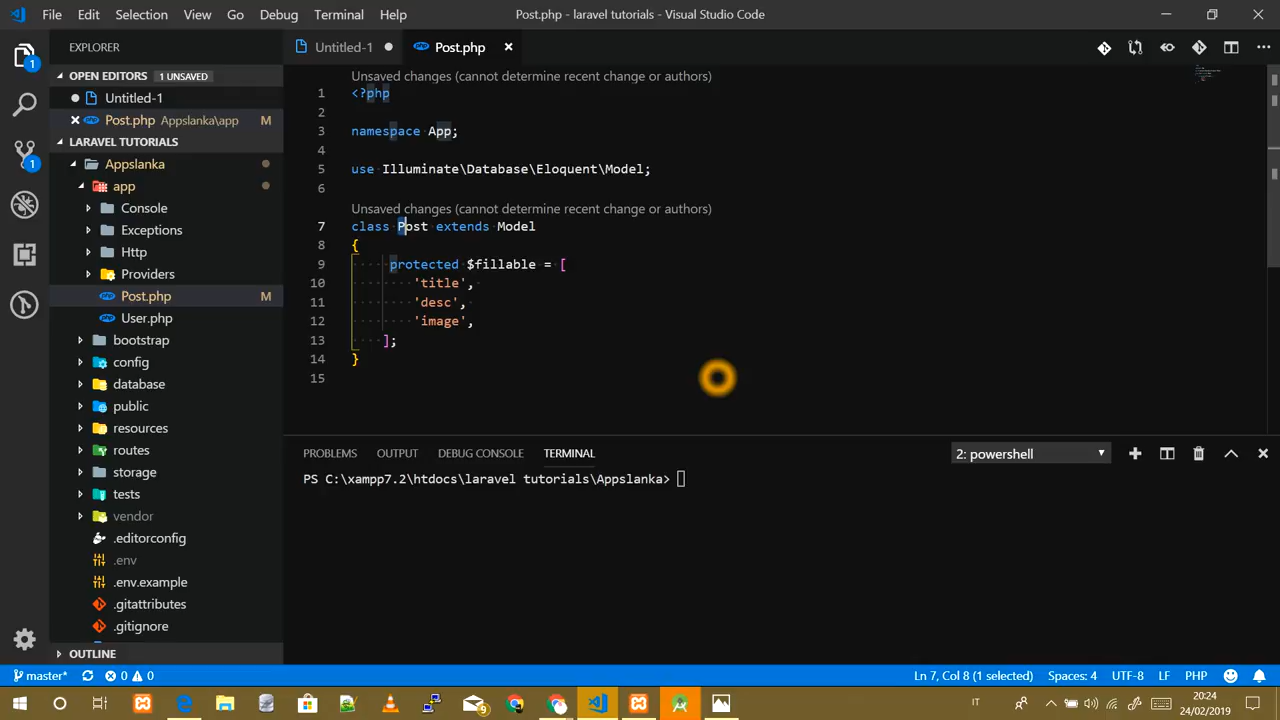 File Edit Selection View Go Debug Terminal Help
Post.php - laravel tutorials - Visual Studio Code
EXPLORER
OPEN EDITORS 1 UNSAVED
Untitled-1
Post.php Appslanka\app M
LARAVEL TUTORIALS
Appslanka
app
Console
Exceptions
Http
Providers
Post.php M
User.php
bootstrap
config
database
public
resources
routes
storage
tests
vendor
.editorconfig
.env
.env.example
.gitattributes
.gitignore
OUTLINE
Untitled-1
Post.php
Unsaved changes (cannot determine recent change or authors)
1 <?php
2
3 namespace App;
4
5 use Illuminate\Database\Eloquent\Model;
6
Unsaved changes (cannot determine recent change or authors)
7 class Post extends Model
8 {
9 protected $fillable = [
10 'title',
11 'desc',
12 'image',
13 ];
14 }
15
PROBLEMS OUTPUT DEBUG CONSOLE TERMINAL
2: powershell
PS C:\xampp7.2\htdocs\laravel tutorials\Appslanka>
master* 0 0
Ln 7, Col 8 (1 selected) Spaces: 4 UTF-8 LF PHP
IT
20:24
24/02/2019